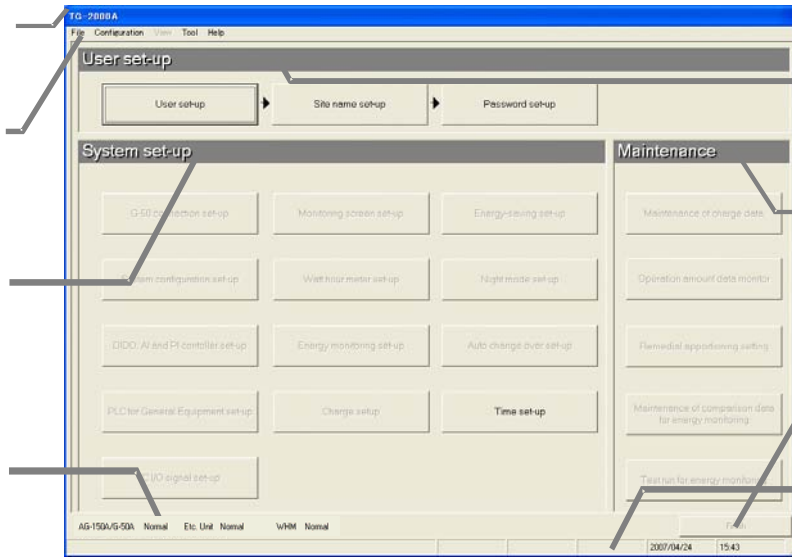 TG-2000A
File Configuration View Tool Help
User set-up
User set-up Site name set-up Password set-up
System set-up
Maintenance
G-50 connection set-up Monitoring screen set-up Energy-saving set-up
Maintenance of charge data
System configuration set-up Watt hour meter set-up Night mode set-up
Operation amount data monitor
DIDO, AI and PI contoller set-up Energy monitoring set-up Auto change over set-up
Remedial apportioning setting
PLC for General Equipment set-up Charge setup Time set-up
Maintenance of comparison data
for energy monitoring
I/O signal set-up
Test run for energy monitoring
AG-150A/G-50A Normal Etc. Unit Normal WHM Normal
Finish
2007/04/24 15:43